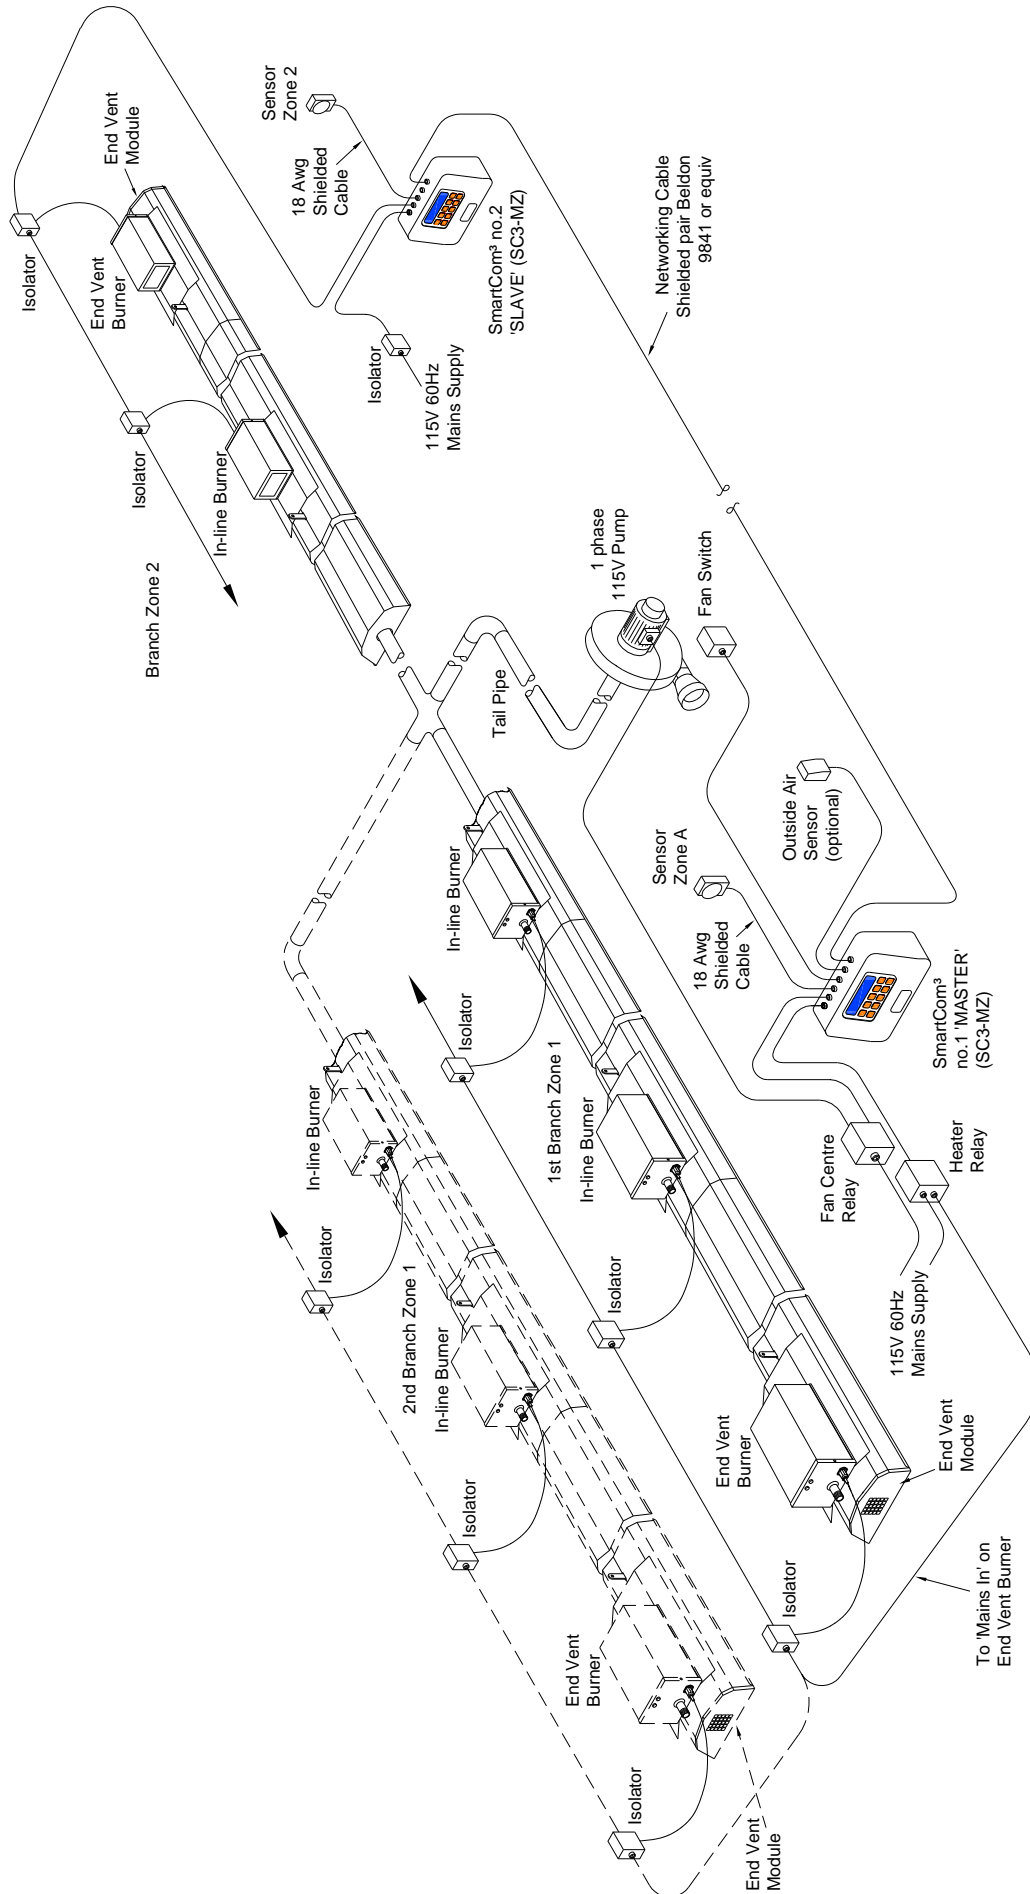 Isolator
End Vent
Module
End Vent
Burner
Isolator
In-line Burner
Branch Zone 2
Sensor
Zone 2
18 Awg
Shielded
Cable
SmartCom³ no.2
'SLAVE' (SC3-MZ)
Isolator
115V 60Hz
Mains Supply
Networking Cable
Shielded pair Beldon
9841 or equiv
1 phase
115V Pump
Fan Switch
Tail Pipe
Outside Air
Sensor
(optional)
Sensor
Zone A
18 Awg
Shielded
Cable
SmartCom³
no.1 'MASTER'
(SC3-MZ)
Fan Centre
Relay
Heater
Relay
115V 60Hz
Mains Supply
In-line Burner
Isolator
1st Branch Zone 1
In-line Burner
Isolator
End Vent
Burner
End Vent
Module
Isolator
To 'Mains In' on
End Vent Burner
In-line Burner
Isolator
2nd Branch Zone 1
In-line Burner
Isolator
End Vent
Burner
Isolator
End Vent
Module